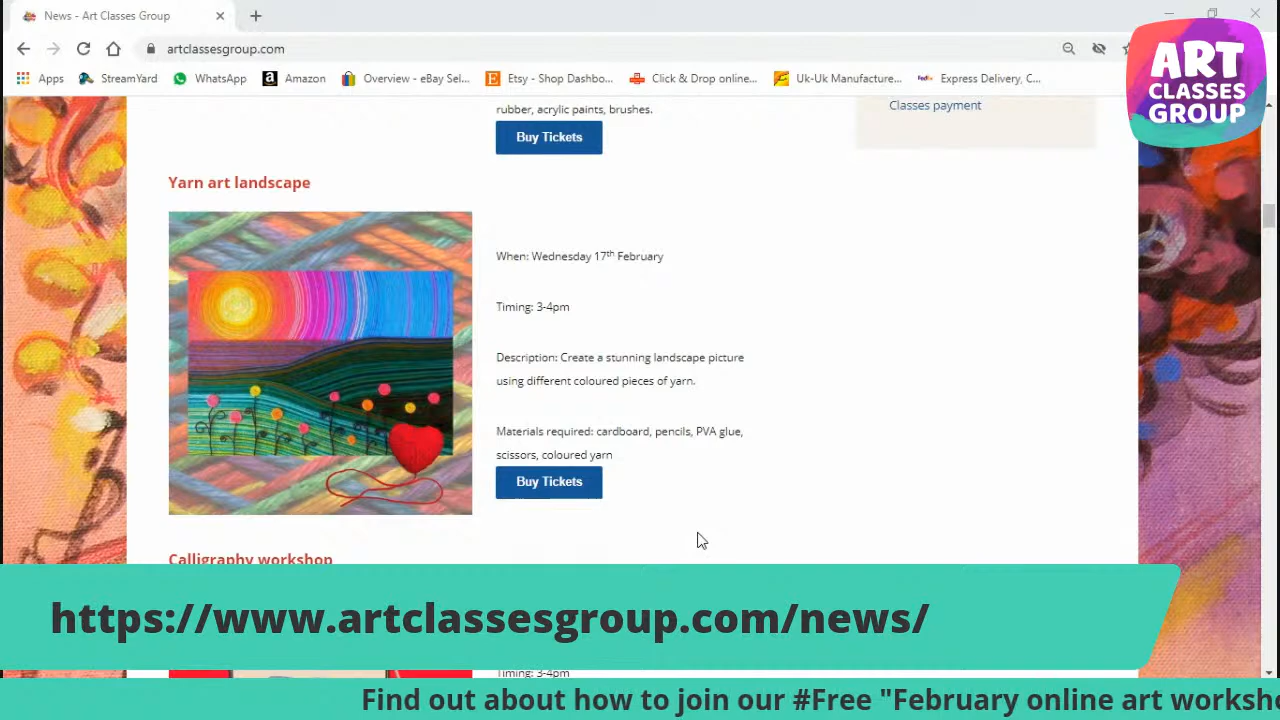 News - Art Classes Group
artclassesgroup.com
Apps StreamYard WhatsApp Amazon Overview - eBay Sel... Etsy - Shop Dashbo... Click & Drop online... Uk-Uk Manufacture... Express Delivery, C...
ART
CLASSES
GROUP
rubber, acrylic paints, brushes.
Classes payment
Buy Tickets
Yarn art landscape
When: Wednesday 17th February
Timing: 3-4pm
Description: Create a stunning landscape picture
using different coloured pieces of yarn.
Materials required: cardboard, pencils, PVA glue,
scissors, coloured yarn
Buy Tickets
Calligraphy workshop
https://www.artclassesgroup.com/news/
Timing: 3-4pm
Find out about how to join our #Free "February online art worksho